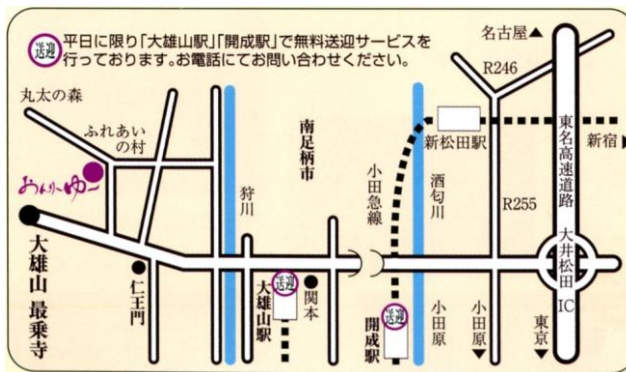 送迎 平日に限り「大雄山駅」「開成駅」で無料送迎サービスを
行っております。お電話にてお問い合わせください。
名古屋▲
R246
丸太の森
ふれあい
の村
おんりーゆー
南足柄市
狩川
小田急線
酒匂川
新松田駅
新宿▶
東名高速道路
R255
大井松田IC
大雄山 最乗寺
仁王門
送迎
大雄山駅
関本
送迎
開成駅
小田原
小田原
▼
東京
▼